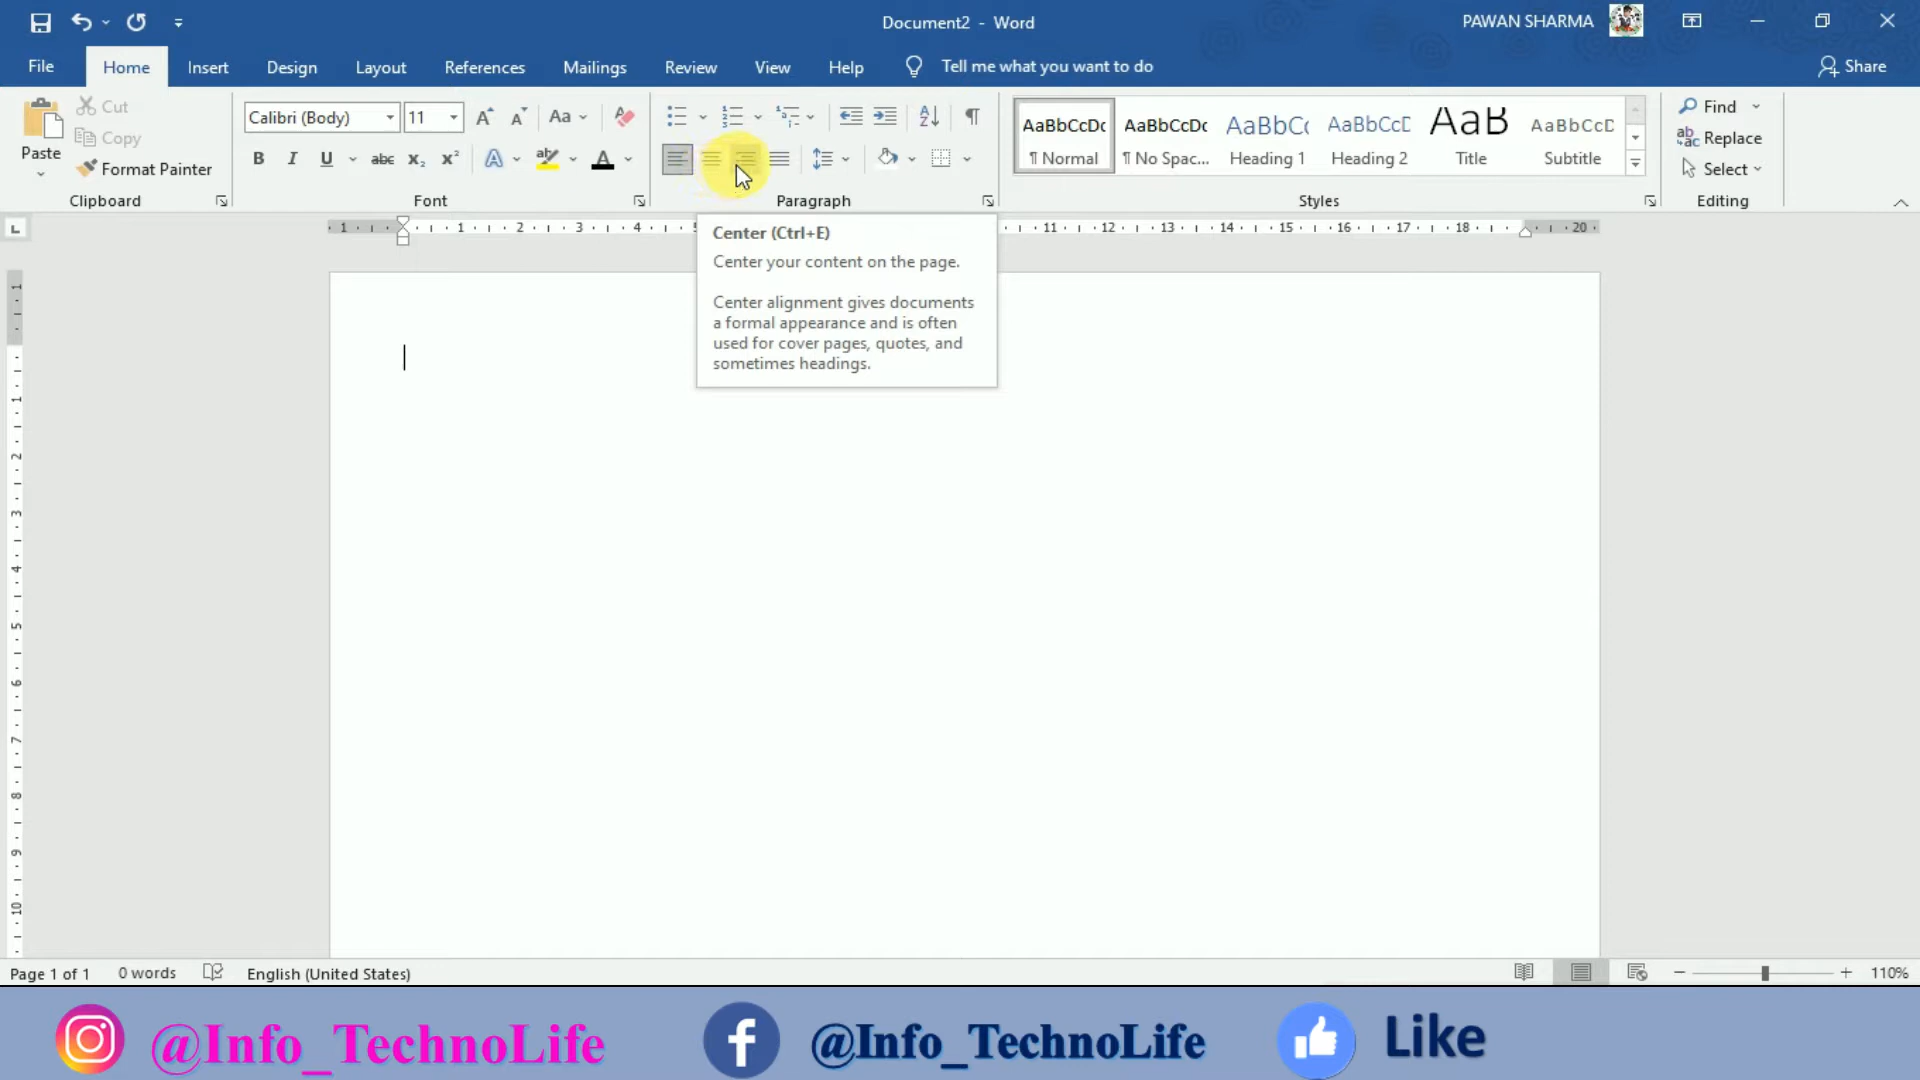 Document2 - Word
PAWAN SHARMA
File Home Insert Design Layout References Mailings Review View Help Tell me what you want to do Share
Paste
Cut
Copy
Format Painter
Clipboard
Calibri (Body) 11
Font
Paragraph
AaBbCcDc AaBbCcDc AaBbC AaBbCcD AaB AaBbCcD
¶ Normal ¶ No Spac... Heading 1 Heading 2 Title Subtitle
Styles
Find
Replace
Select
Editing
1 1 2 3 4 5 11 12 13 14 15 16 17 18 20
Center (Ctrl+E)
Center your content on the page.
Center alignment gives documents
a formal appearance and is often
used for cover pages, quotes, and
sometimes headings.
1
1
2
3
4
5
6
7
8
9
10
Page 1 of 1 0 words English (United States) 110%
@Info_TechnoLife @Info_TechnoLife Like